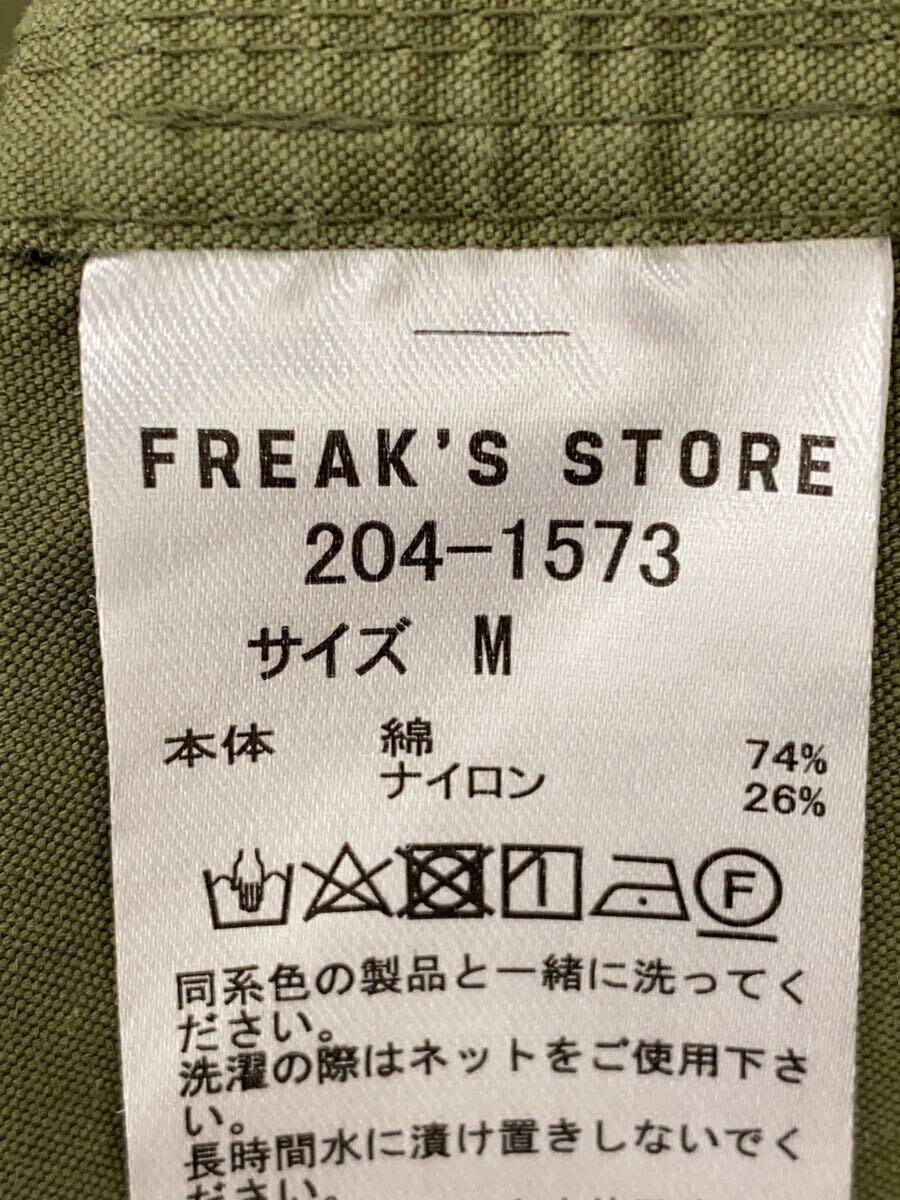 FREAK'S STORE
204-1573
サイズ M
本体 綿 74%
ナイロン 26%
F
同系色の製品と一緒に洗ってく
ださい。
洗濯の際はネットをご使用下さ
い。
長時間水に漬け置きしないでく
ださい。